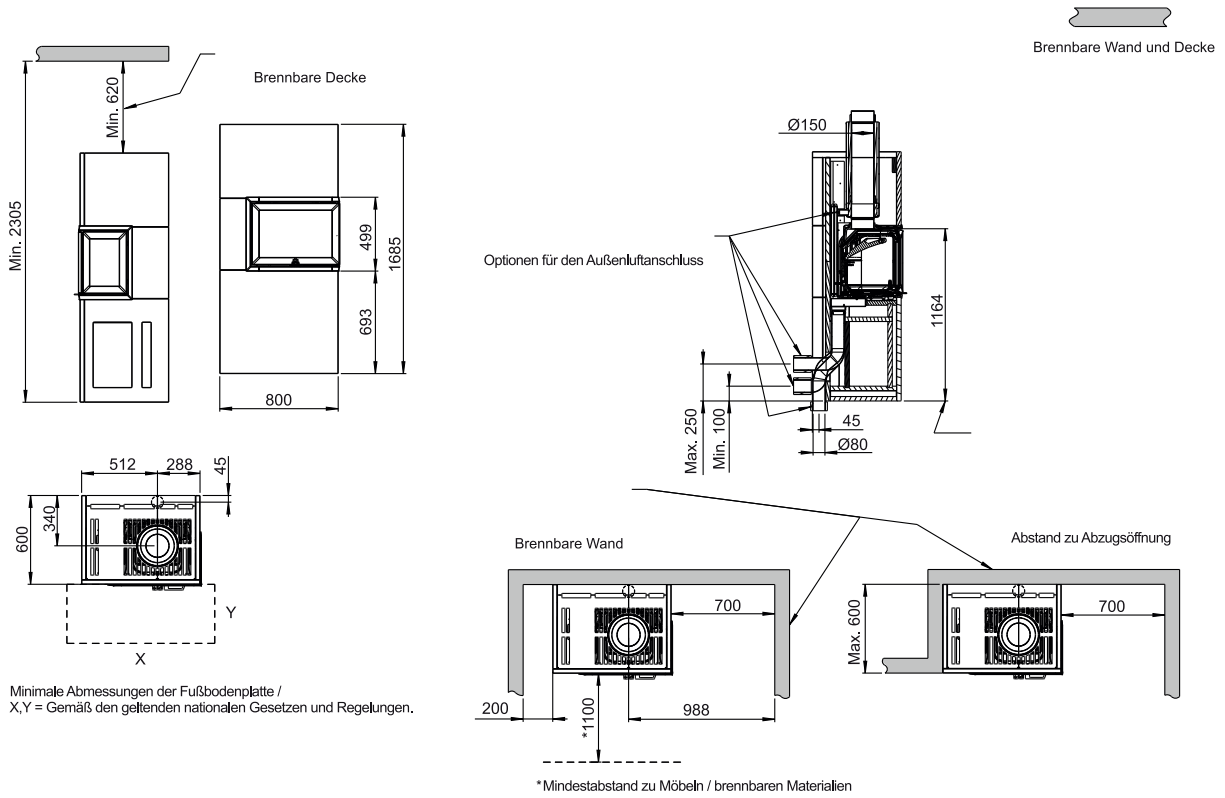 Brennbare Wand und Decke
Brennbare Decke
Min. 620
Min. 2305
499
1685
693
800
Ø150
Optionen für den Außenluftanschluss
1164
Max. 250
Min. 100
45
Ø80
512
288
45
600
340
Y
X
Minimale Abmessungen der Fußbodenplatte /
X,Y = Gemäß den geltenden nationalen Gesetzen und Regelungen.
Brennbare Wand
700
200
*1100
988
*Mindestabstand zu Möbeln / brennbaren Materialien
Abstand zu Abzugsöffnung
Max. 600
700